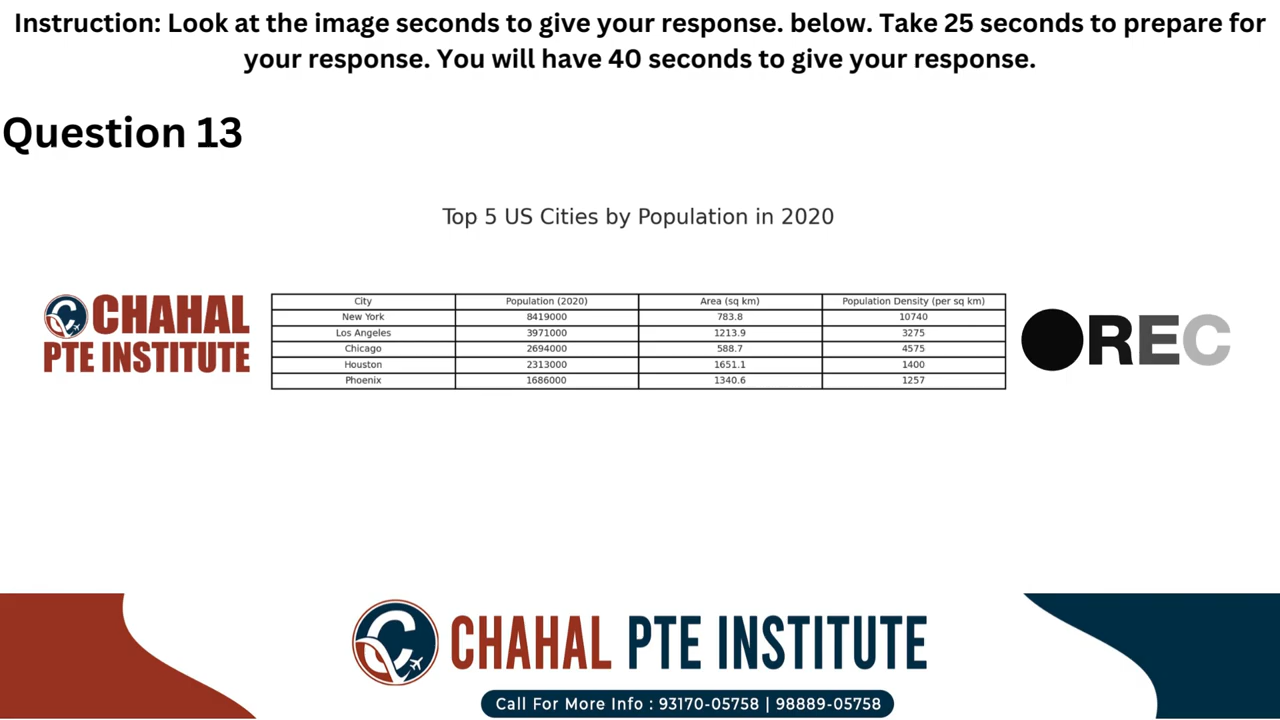 Instruction: Look at the image seconds to give your response. below. Take 25 seconds to prepare for
your response. You will have 40 seconds to give your response.
Question 13
Top 5 US Cities by Population in 2020
CHAHAL
PTE INSTITUTE
City Population (2020) Area (sq km) Population Density (per sq km)
New York 8419000 783.8 10740
Los Angeles 3971000 1213.9 3275
Chicago 2694000 588.7 4575
Houston 2313000 1651.1 1400
Phoenix 1686000 1340.6 1257
REC
CHAHAL PTE INSTITUTE
Call For More Info : 93170-05758 | 98889-05758